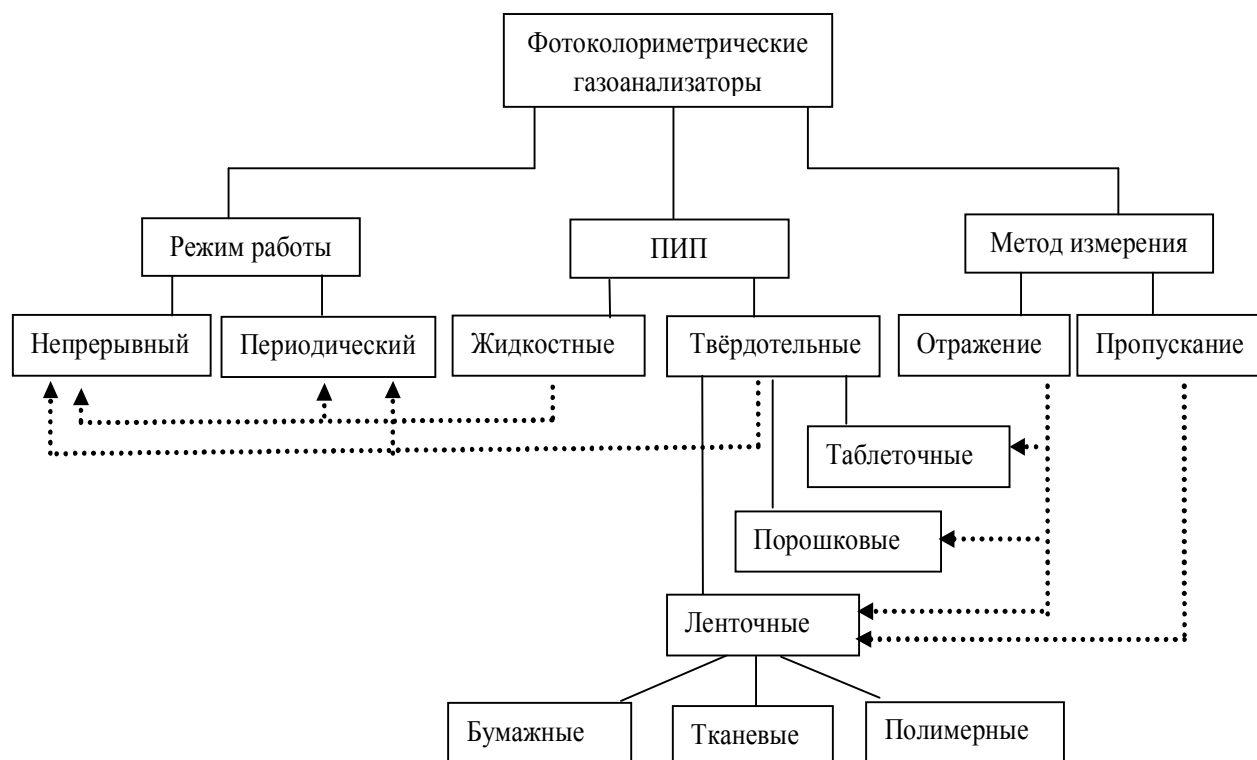 Фотоколориметрические
газоанализаторы
Режим работы
ПИП
Метод измерения
Непрерывный
Периодический
Жидкостные
Твёрдотельные
Отражение
Пропускание
Таблеточные
Порошковые
Ленточные
Бумажные
Тканевые
Полимерные